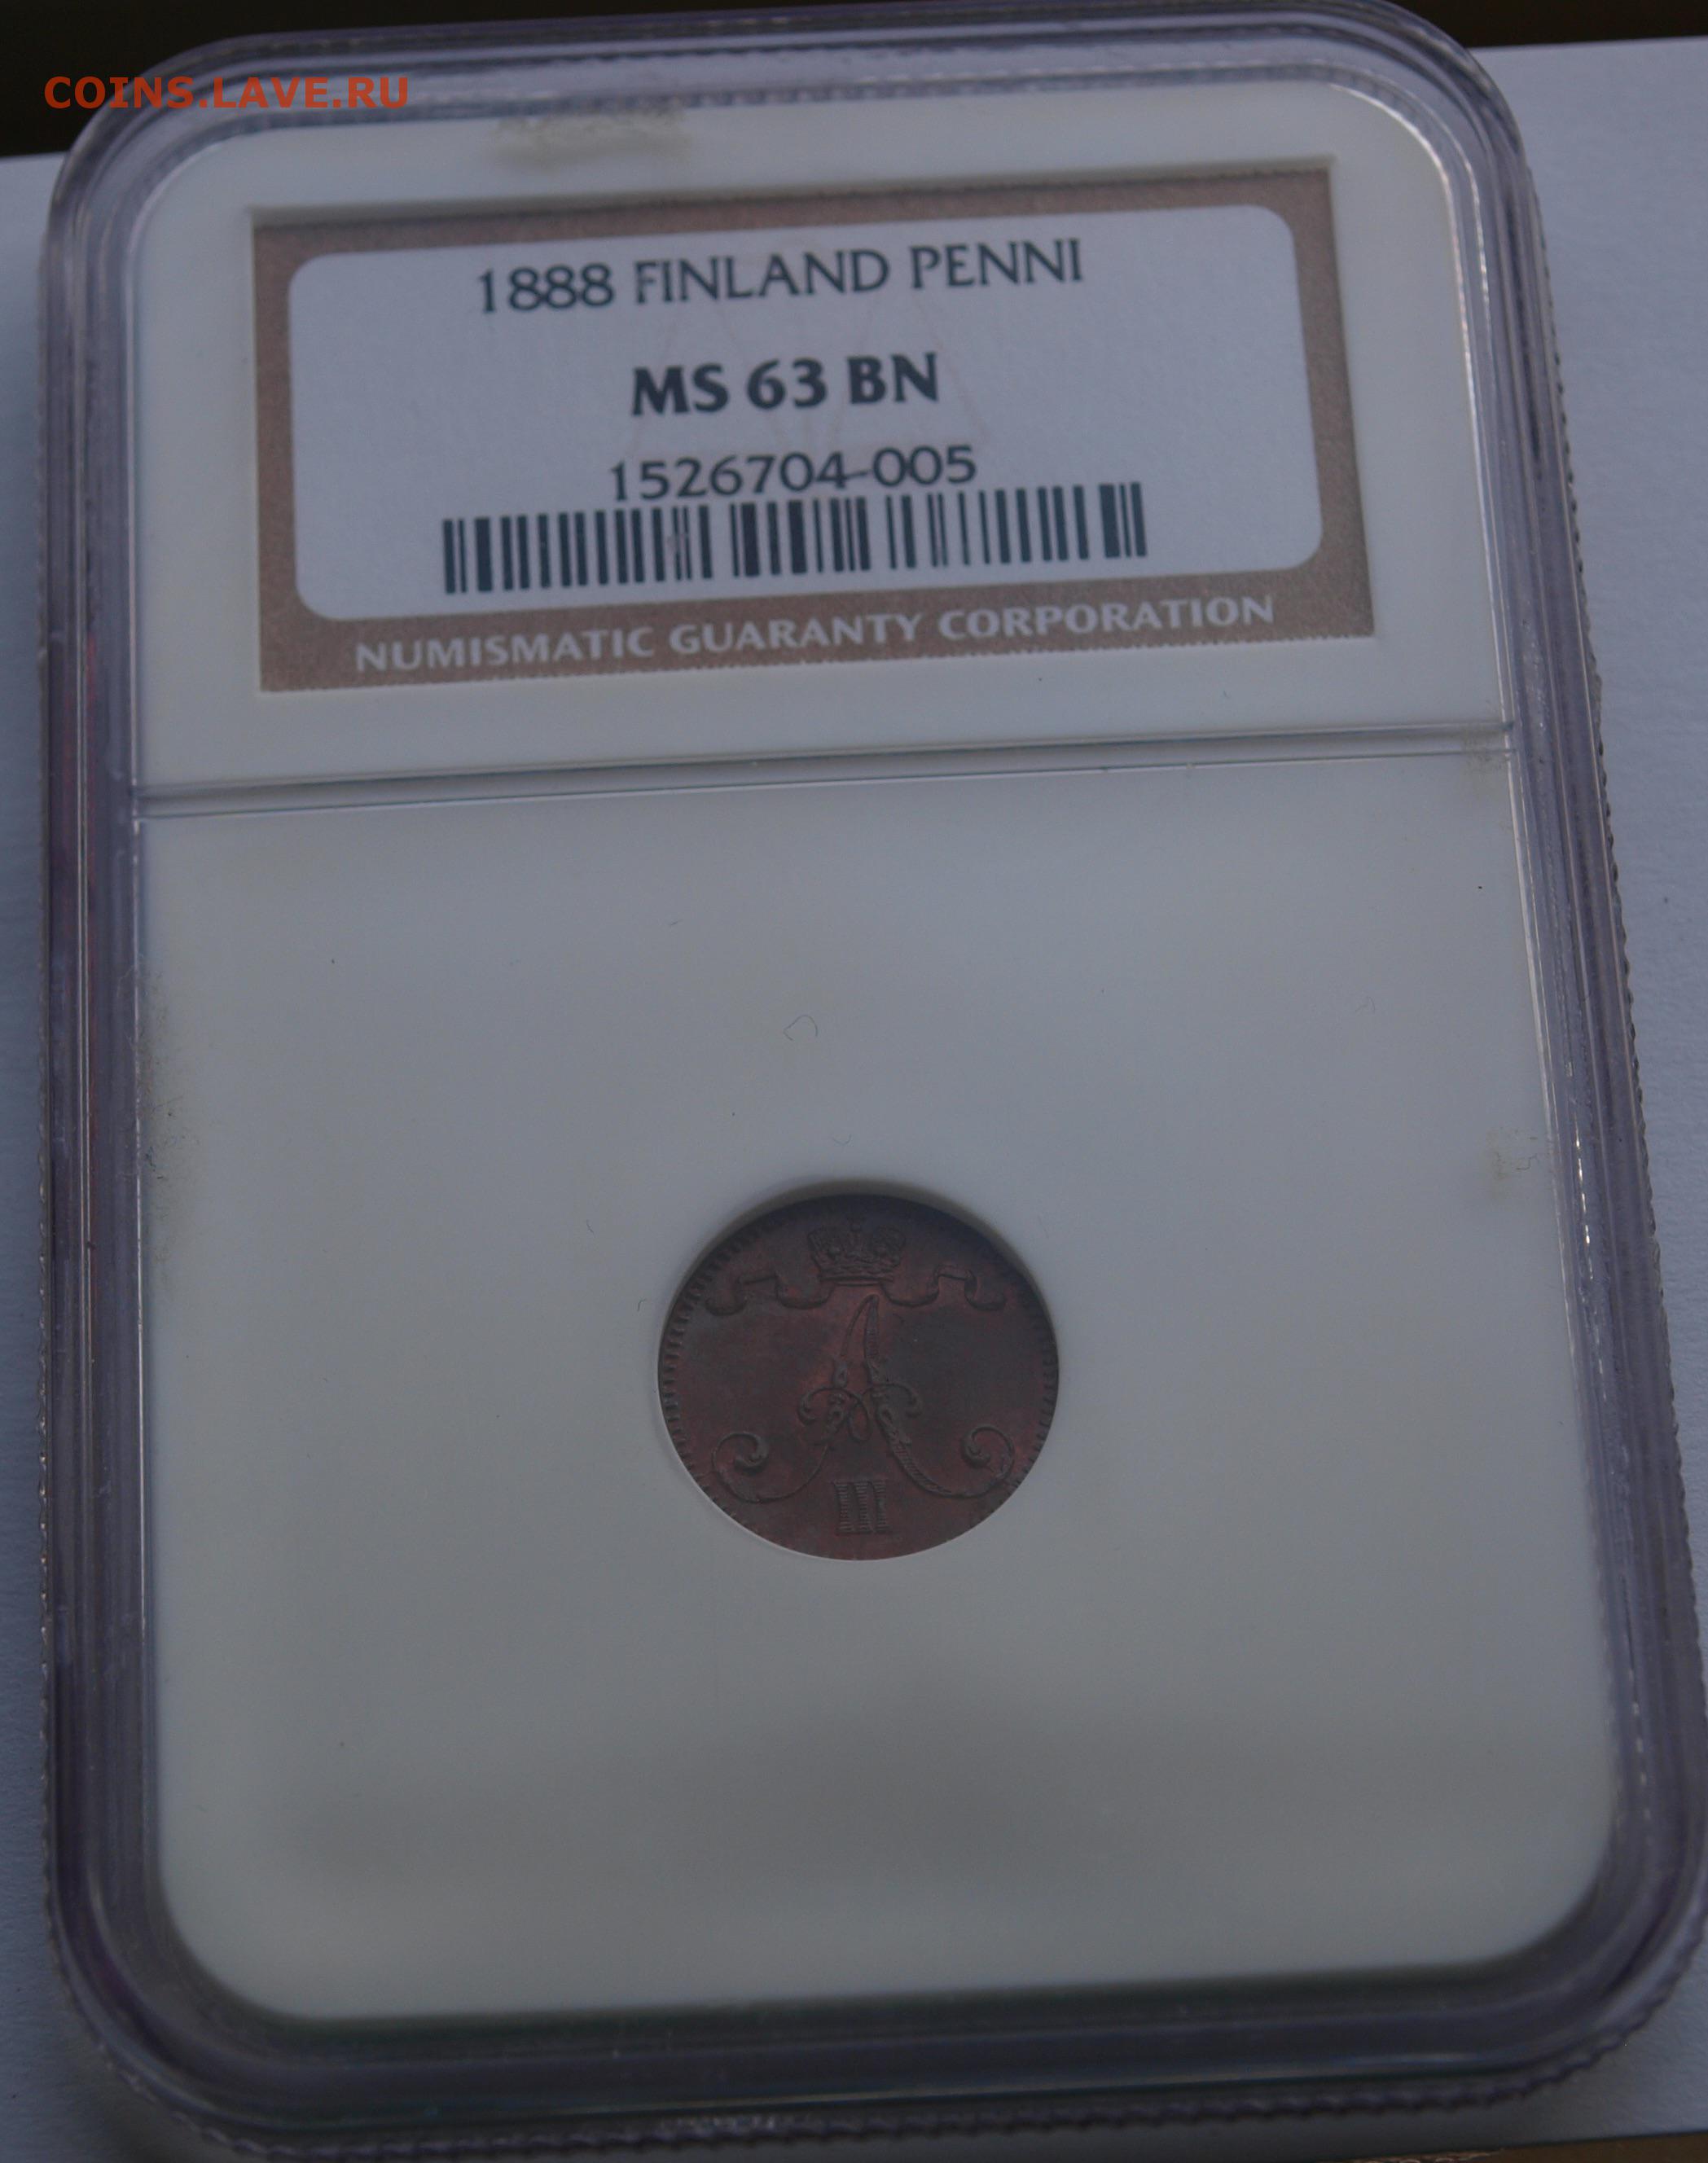 COINS.LAVE.RU
1888 FINLAND PENNI
MS 63 BN
1526704-005
NUMISMATIC GUARANTY CORPORATION
A
III